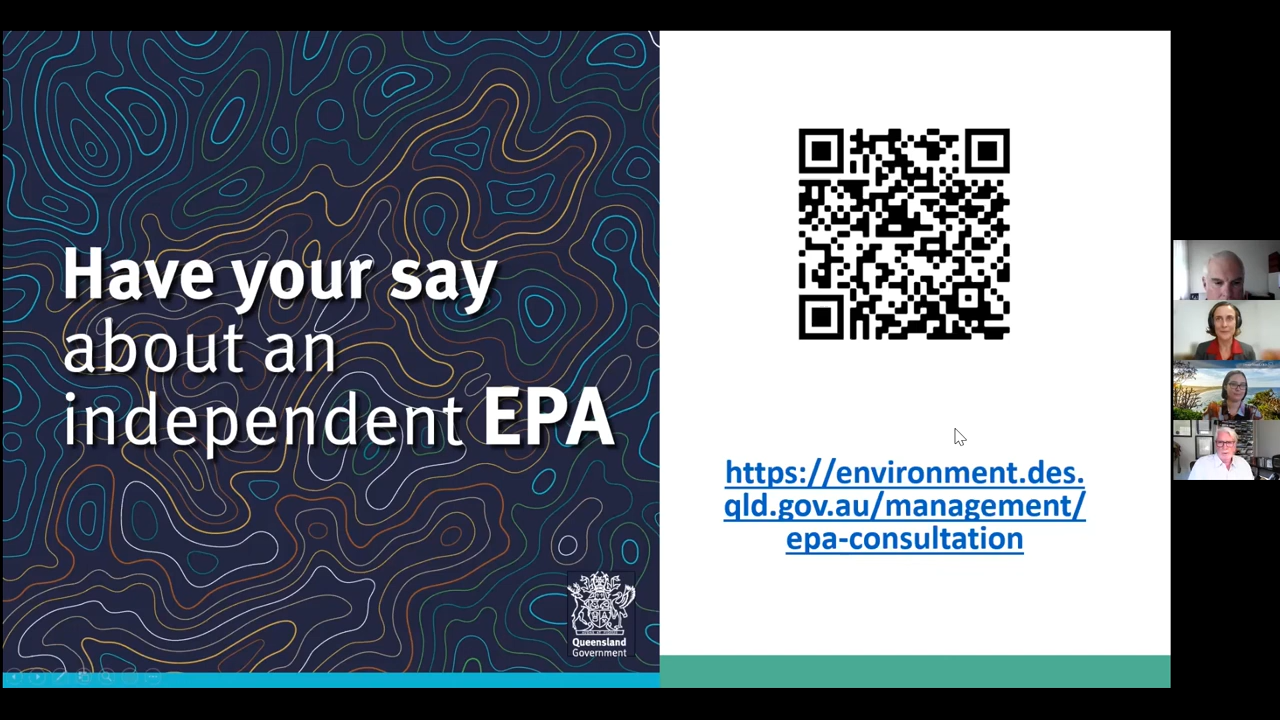 Have your say
about an
independent EPA
Queensland
Government
https://environment.des.
qld.gov.au/management/
epa-consultation